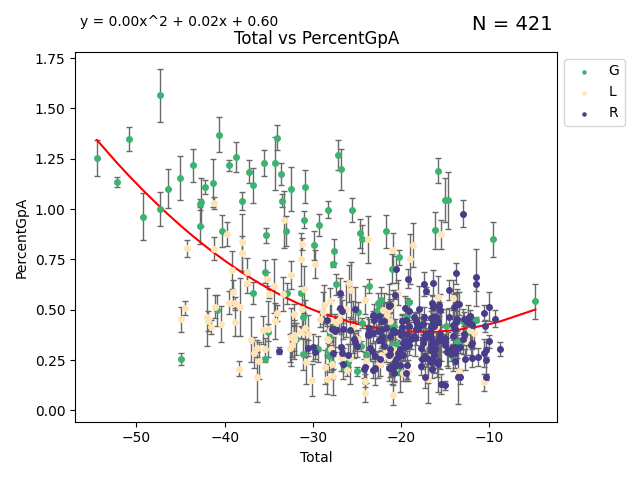 y = 0.00x^2 + 0.02x + 0.60
N = 421
Total vs PercentGpA
1.75
1.50
1.25
1.00
0.75
0.50
0.25
0.00
PercentGpA
−50
−40
−30
−20
−10
Total
G
L
R